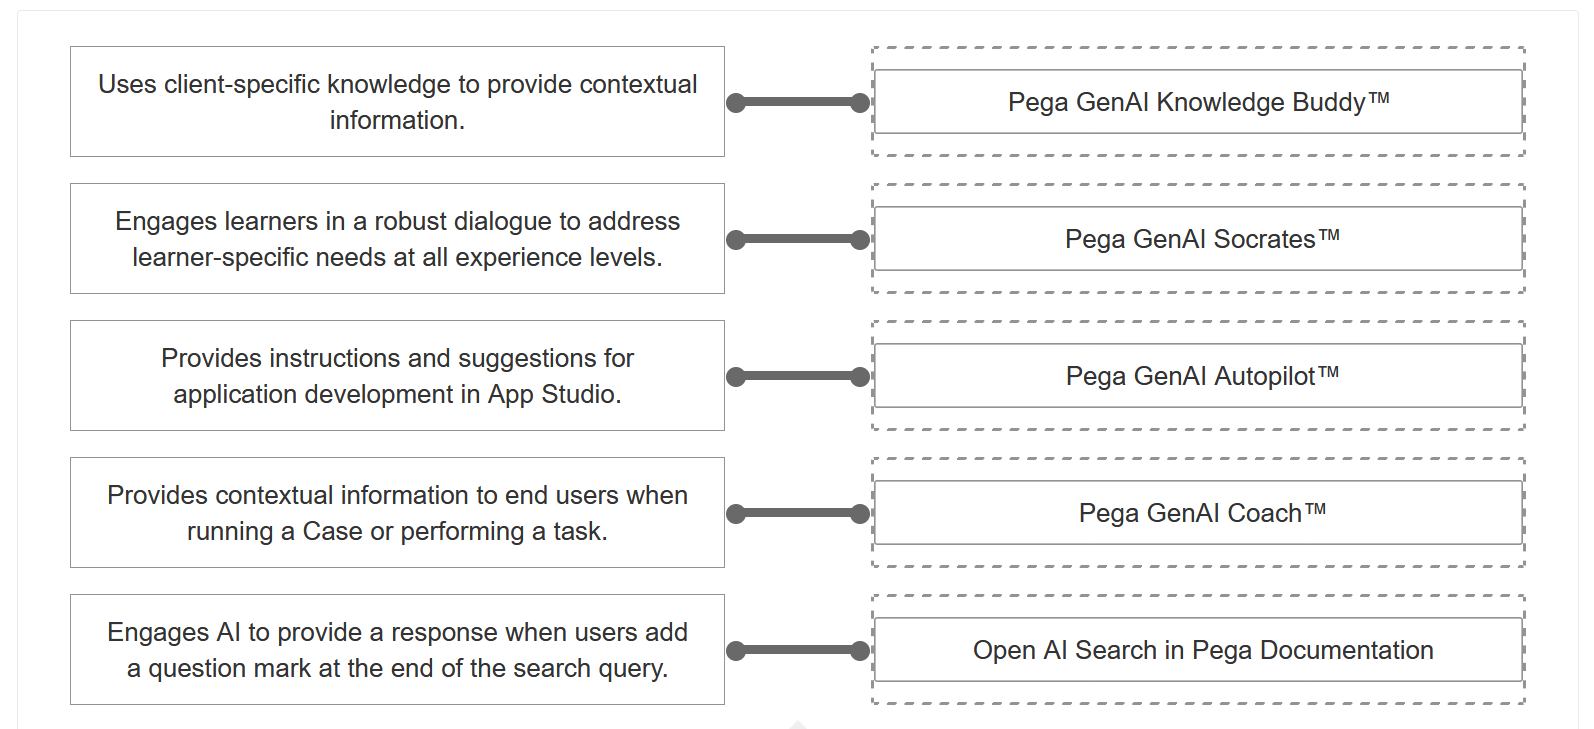 Uses client-specific knowledge to provide contextual
information.
Pega GenAI Knowledge Buddy™
Engages learners in a robust dialogue to address
learner-specific needs at all experience levels.
Pega GenAI Socrates™
Provides instructions and suggestions for
application development in App Studio.
Pega GenAI Autopilot™
Provides contextual information to end users when
running a Case or performing a task.
Pega GenAI Coach™
Engages AI to provide a response when users add
a question mark at the end of the search query.
Open AI Search in Pega Documentation